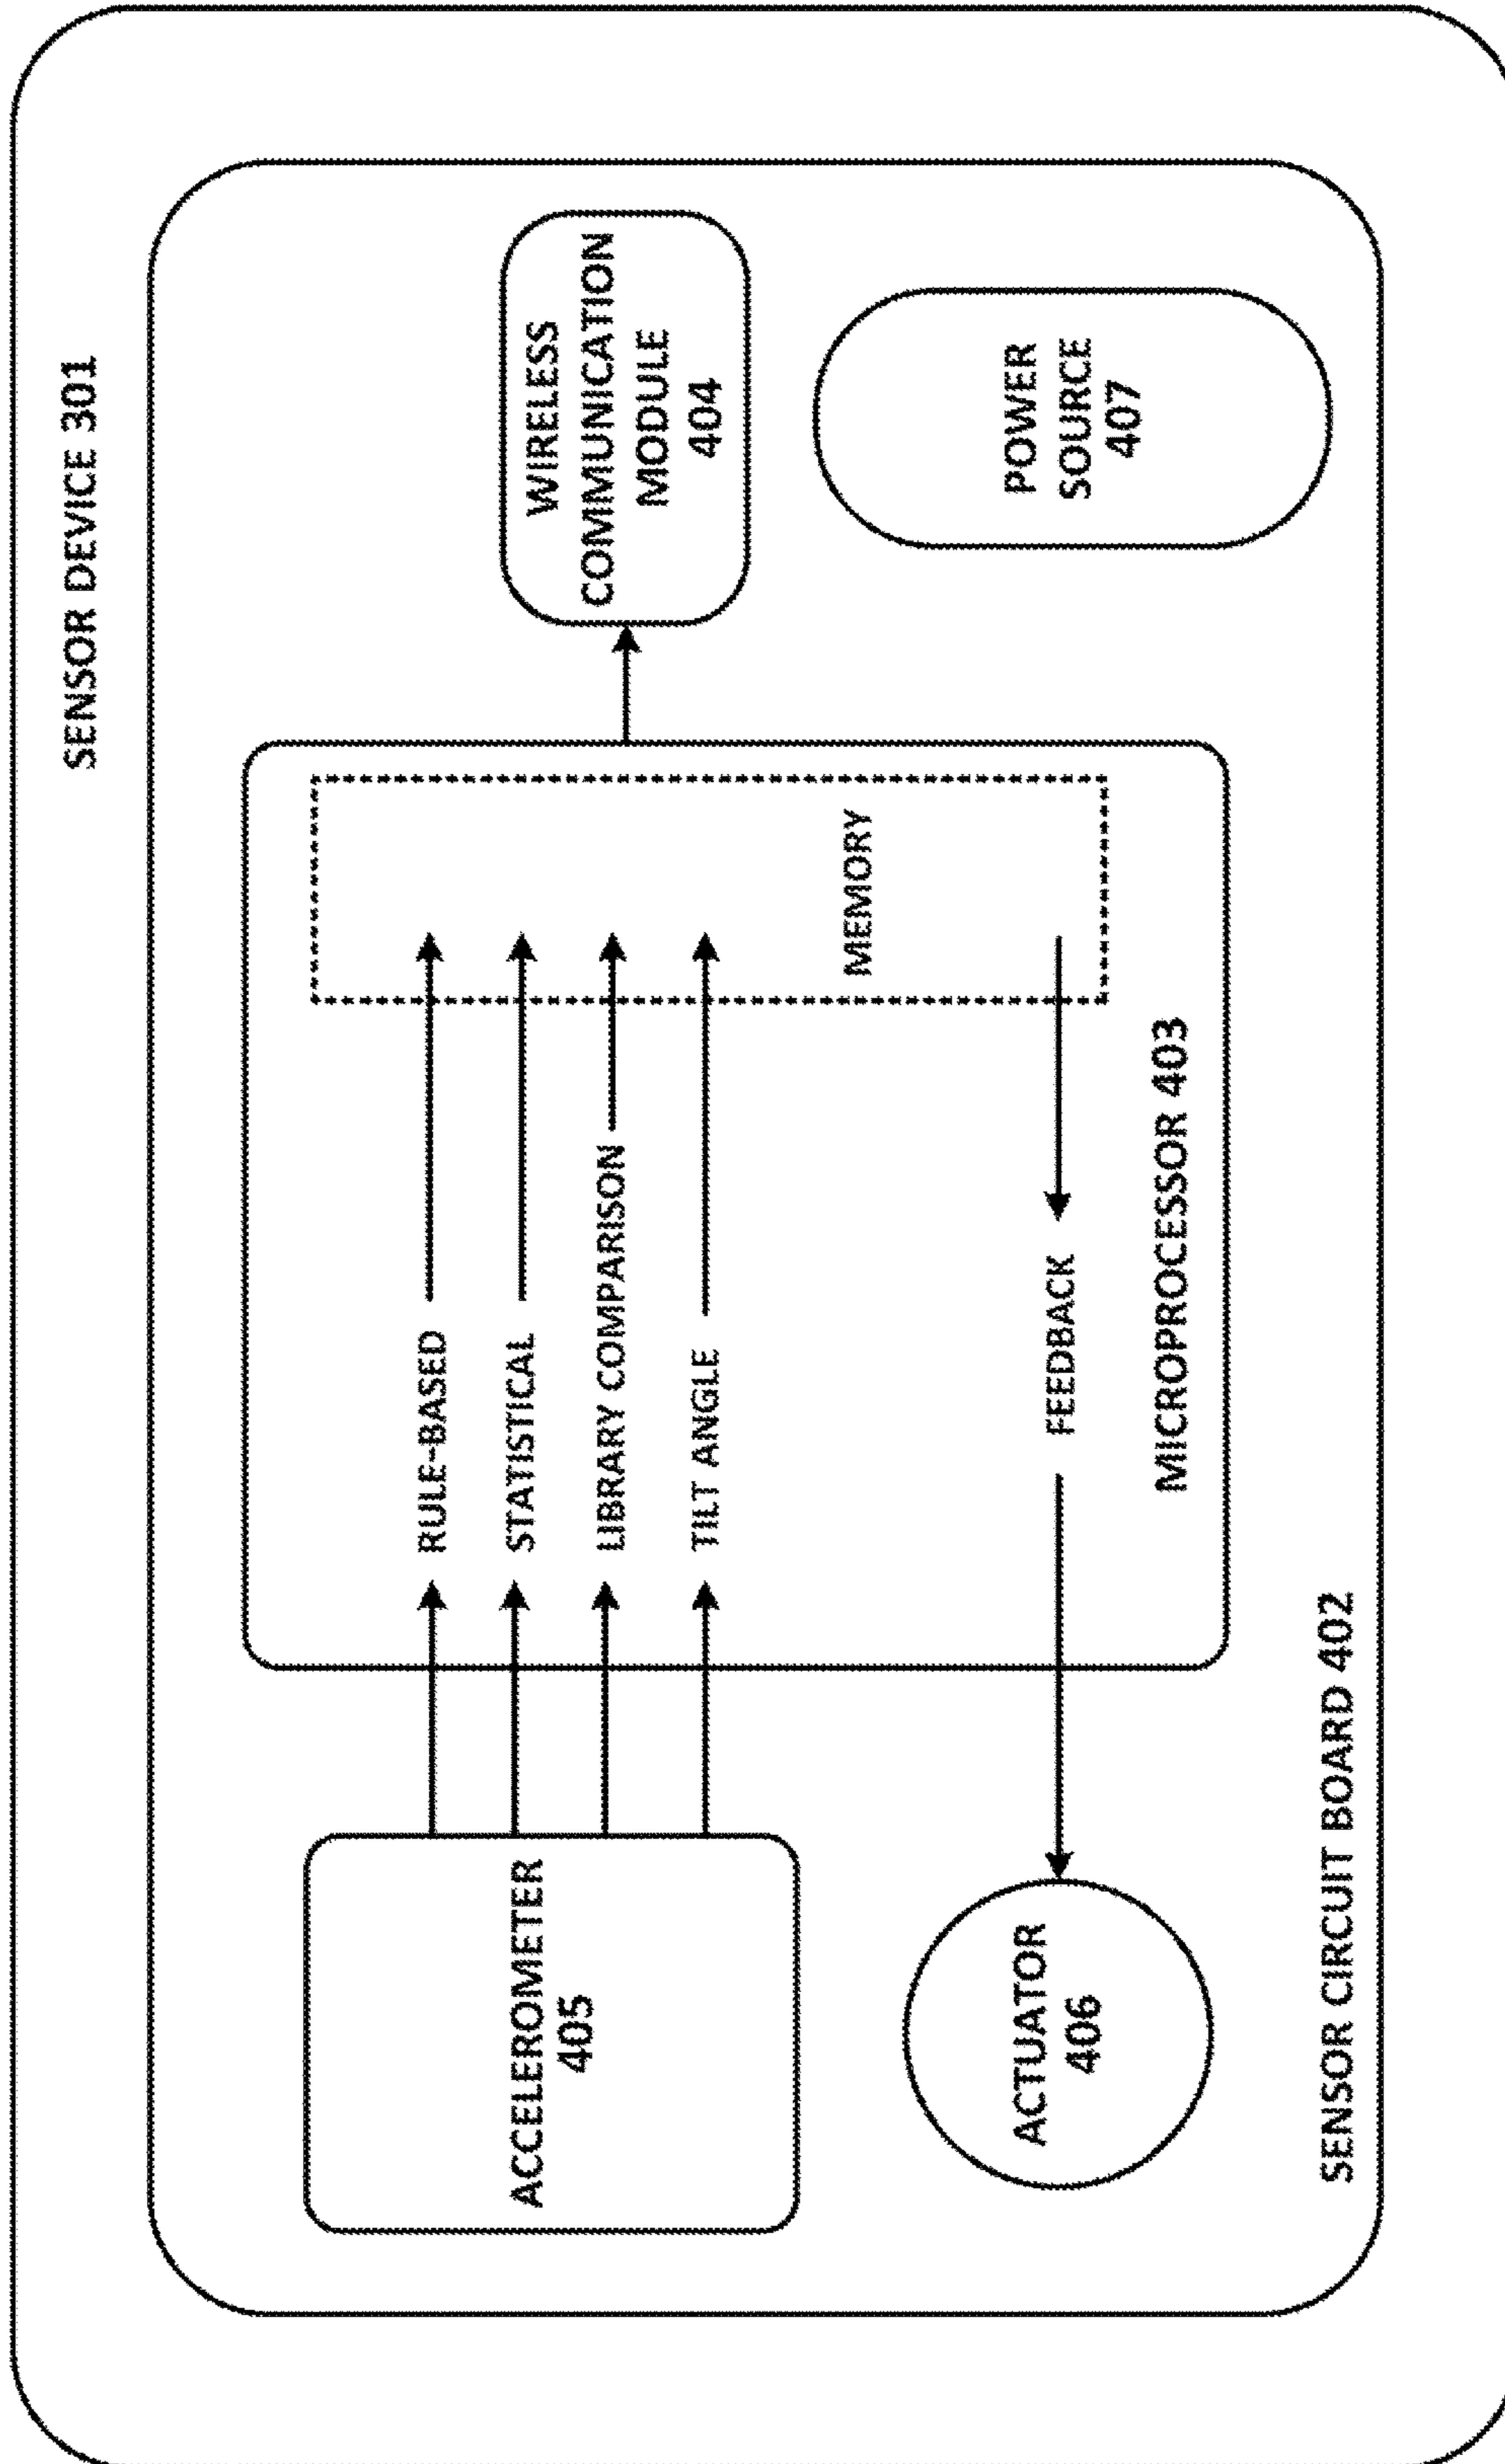 SENSOR DEVICE 301
ACCELEROMETER
405
RULE-BASED
STATISTICAL
LIBRARY COMPARISON
TILT ANGLE
MEMORY
FEEDBACK
MICROPROCESSOR 403
WIRELESS
COMMUNICATION
MODULE
404
POWER
SOURCE
407
ACTUATOR
406
SENSOR CIRCUIT BOARD 402